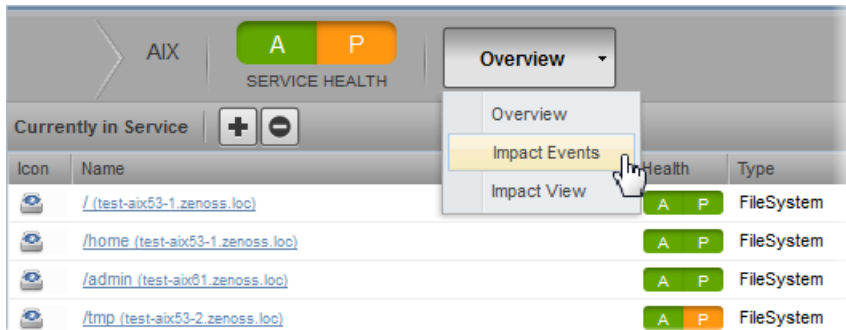 AIX
A P
SERVICE HEALTH
Overview
Overview
Impact Events
Impact View
Currently in Service
Icon Name Health Type
/ (test-aix53-1.zenoss.loc) A P FileSystem
/home (test-aix53-1.zenoss.loc) A P FileSystem
/admin (test-aix61.zenoss.loc) A P FileSystem
/tmp (test-aix53-2.zenoss.loc) A P FileSystem